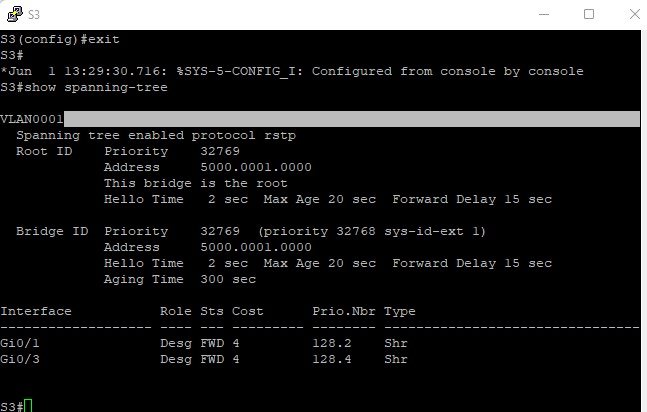 S3
S3(config)#exit
S3#
*Jun  1 13:29:30.716: %SYS-5-CONFIG_I: Configured from console by console
S3#show spanning-tree

VLAN0001
  Spanning tree enabled protocol rstp
  Root ID    Priority    32769
             Address     5000.0001.0000
             This bridge is the root
             Hello Time   2 sec  Max Age 20 sec  Forward Delay 15 sec

  Bridge ID  Priority    32769  (priority 32768 sys-id-ext 1)
             Address     5000.0001.0000
             Hello Time   2 sec  Max Age 20 sec  Forward Delay 15 sec
             Aging Time  300 sec

Interface           Role Sts Cost      Prio.Nbr Type
------------------- ---- --- --------- -------- --------------------------------
Gi0/1               Desg FWD 4         128.2    Shr
Gi0/3               Desg FWD 4         128.4    Shr

S3#